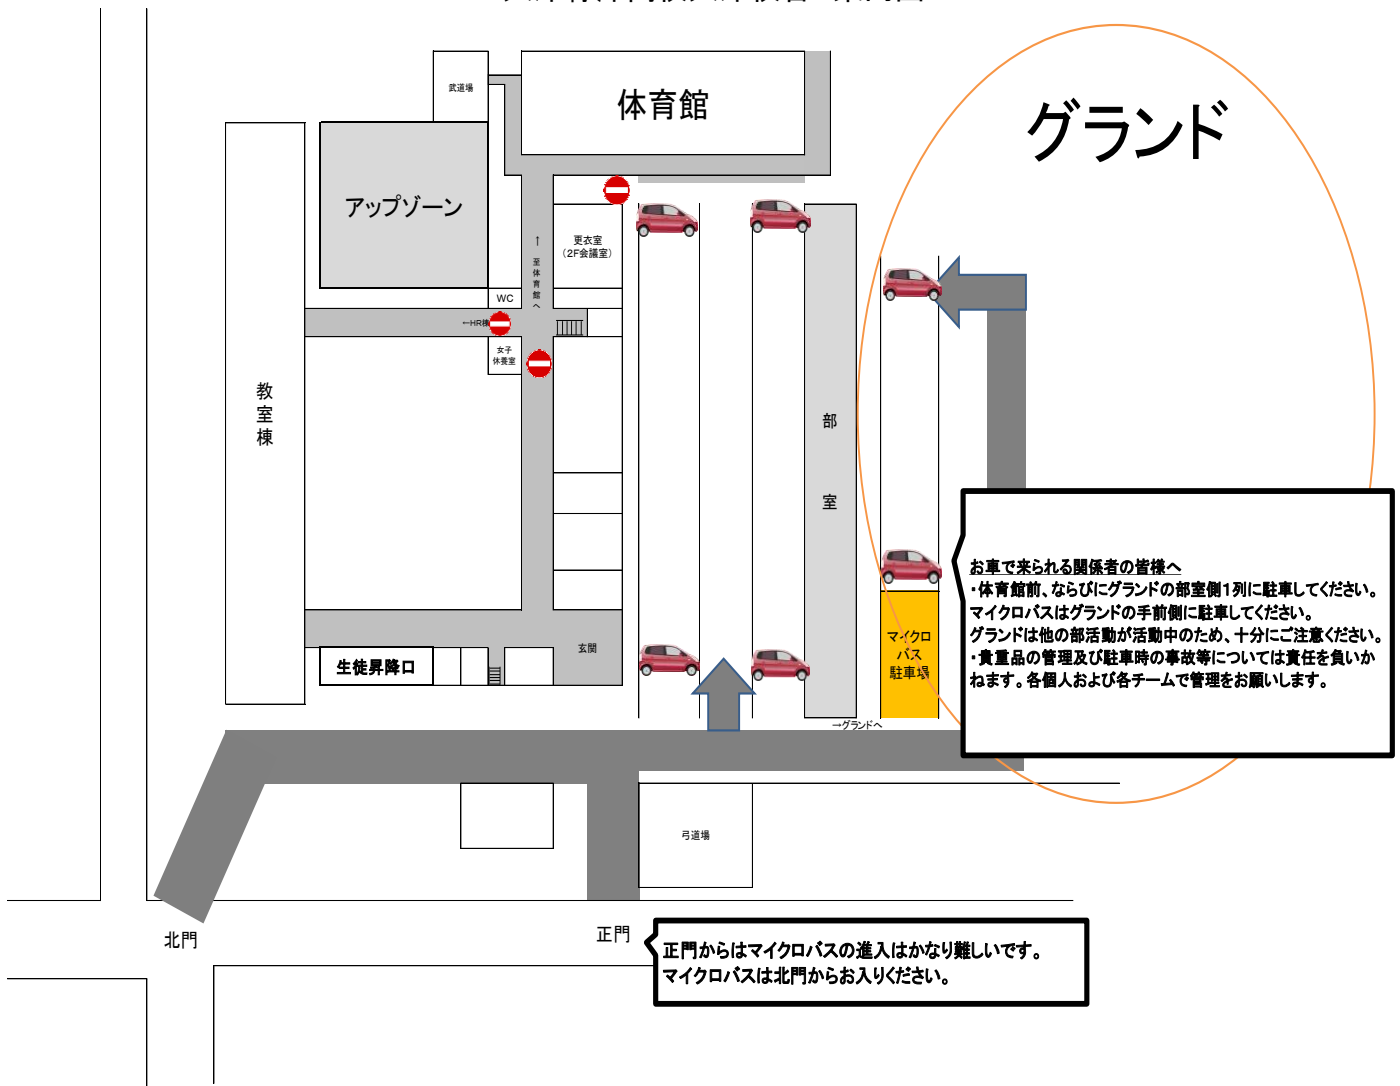 武道場
体育館
グランド
アップゾーン
更衣室
(2F会議室)
↑ 至体育館へ
WC
←HR棟
女子
休養室
教室棟
部室
お車で来られる関係者の皆様へ
・体育館前、ならびにグランドの部室側1列に駐車してください。
マイクロバスはグランドの手前側に駐車してください。
グランドは他の部活動が活動中のため、十分にご注意ください。
・貴重品の管理及び駐車時の事故等については責任を負いか
ねます。各個人および各チームで管理をお願いします。
マイクロ
バス
駐車場
玄関
生徒昇降口
→グランドへ
弓道場
北門
正門
正門からはマイクロバスの進入はかなり難しいです。
マイクロバスは北門からお入りください。